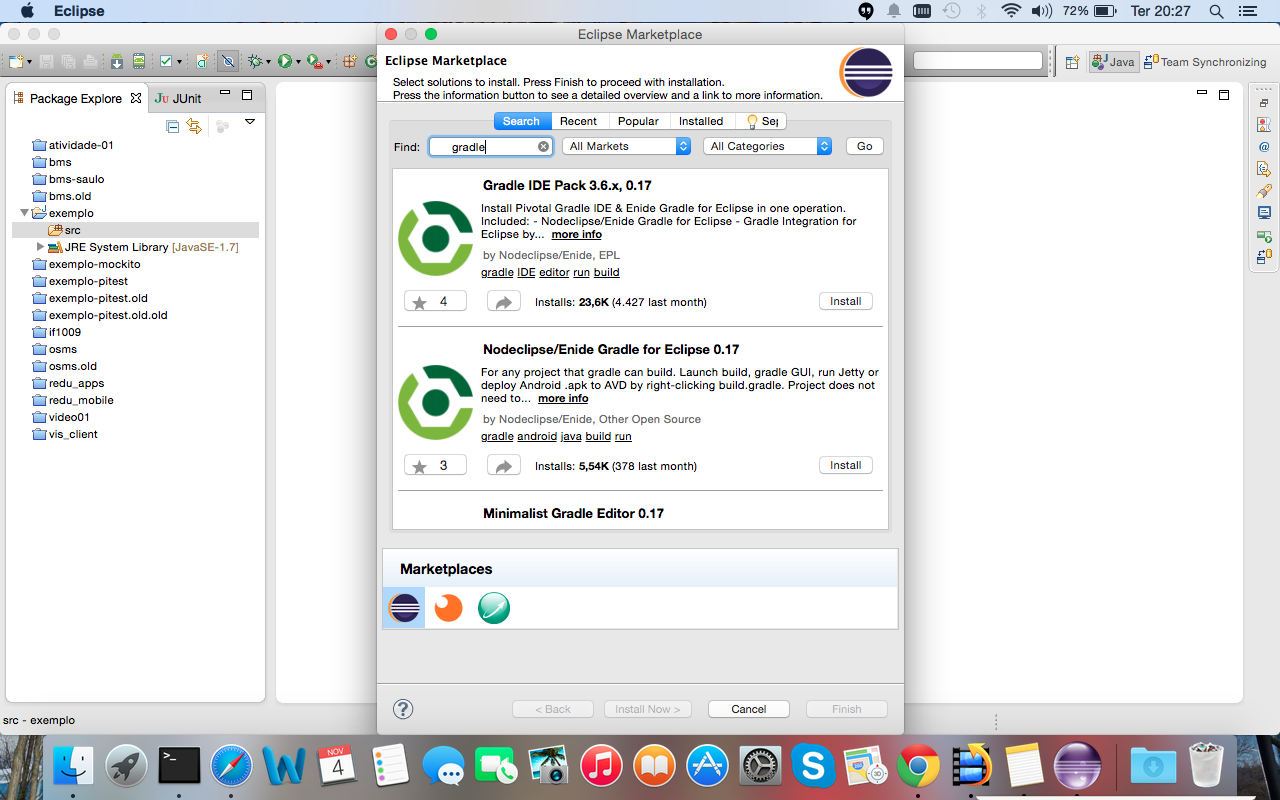 Eclipse
72%
Ter 20:27
Eclipse Marketplace
Eclipse Marketplace
Select solutions to install. Press Finish to proceed with installation.
Press the information button to see a detailed overview and a link to more information.
Java
Team Synchronizing
Package Explore
JUnit
atividade-01
bms
bms-saulo
bms.old
exemplo
src
JRE System Library [JavaSE-1.7]
exemplo-mockito
exemplo-pitest
exemplo-pitest.old
exemplo-pitest.old.old
if1009
osms
osms.old
redu_apps
redu_mobile
video01
vis_client
Search
Recent
Popular
Installed
Find:
gradle
All Markets
All Categories
Go
Gradle IDE Pack 3.6.x, 0.17
Install Pivotal Gradle IDE & Enide Gradle for Eclipse in one operation.
Included: - Nodeclipse/Enide Gradle for Eclipse - Gradle Integration for
Eclipse by... more info
by Nodeclipse/Enide, EPL
gradle IDE editor run build
4
Installs: 23,6K (4.427 last month)
Install
Nodeclipse/Enide Gradle for Eclipse 0.17
For any project that gradle can build. Launch build, gradle GUI, run Jetty or
deploy Android .apk to AVD by right-clicking build.gradle. Project does not
need to... more info
by Nodeclipse/Enide, Other Open Source
gradle android java build run
3
Installs: 5,54K (378 last month)
Install
Minimalist Gradle Editor 0.17
Marketplaces
< Back
Install Now >
Cancel
Finish
src - exemplo
NOV
4